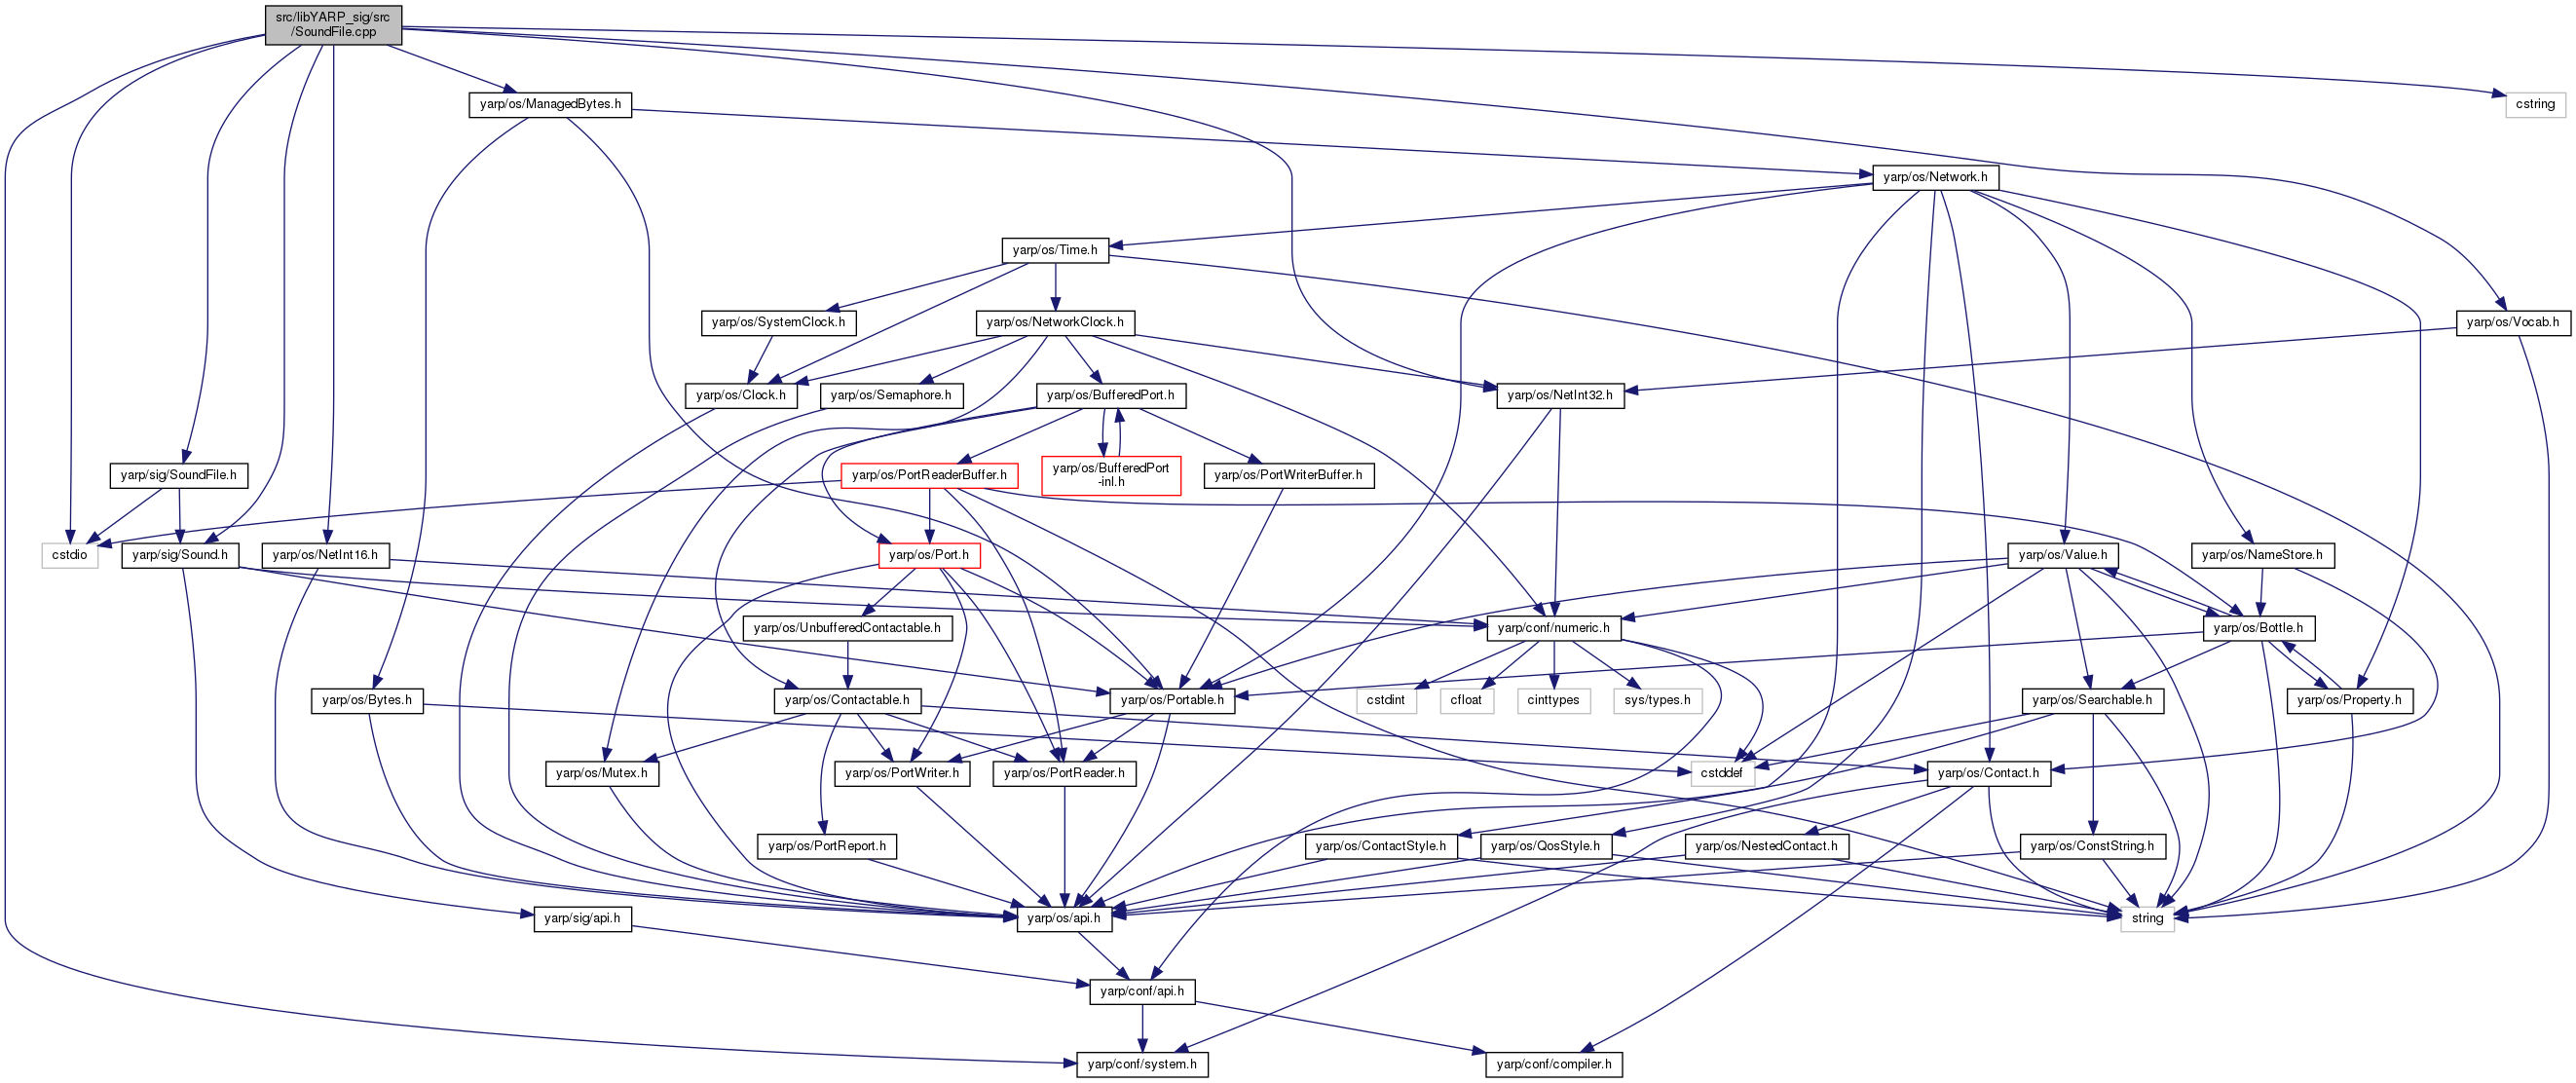 src/libYARP_sig/src
/SoundFile.cpp
yarp/os/ManagedBytes.h
cstring
yarp/os/Network.h
yarp/os/Time.h
yarp/os/SystemClock.h
yarp/os/NetworkClock.h
yarp/os/Vocab.h
yarp/os/Clock.h
yarp/os/Semaphore.h
yarp/os/BufferedPort.h
yarp/os/NetInt32.h
yarp/sig/SoundFile.h
yarp/os/PortReaderBuffer.h
yarp/os/BufferedPort
-inl.h
yarp/os/PortWriterBuffer.h
cstdio
yarp/sig/Sound.h
yarp/os/NetInt16.h
yarp/os/Port.h
yarp/os/Value.h
yarp/os/NameStore.h
yarp/os/UnbufferedContactable.h
yarp/conf/numeric.h
yarp/os/Bottle.h
yarp/os/Bytes.h
yarp/os/Contactable.h
yarp/os/Portable.h
cstdint
cfloat
cinttypes
sys/types.h
yarp/os/Searchable.h
yarp/os/Property.h
yarp/os/Mutex.h
yarp/os/PortWriter.h
yarp/os/PortReader.h
cstddef
yarp/os/Contact.h
yarp/os/PortReport.h
yarp/os/ContactStyle.h
yarp/os/QosStyle.h
yarp/os/NestedContact.h
yarp/os/ConstString.h
yarp/sig/api.h
yarp/os/api.h
string
yarp/conf/api.h
yarp/conf/system.h
yarp/conf/compiler.h